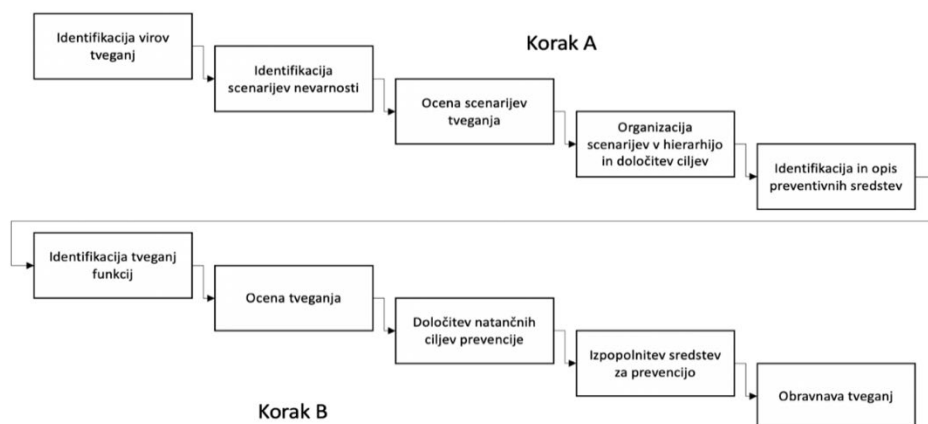 Identifikacija virov
tveganj
Korak A
Identifikacija
scenarijev nevarnosti
Ocena scenarijev
tveganja
Organizacija
scenarijev v hierarhijo
in določitev ciljev
Identifikacija in opis
preventivnih sredstev
Identifikacija tveganj
funkcij
Ocena tveganja
Določitev natančnih
ciljev prevencije
Izpopolnitev sredstev
za prevencijo
Obravnava tveganj
Korak B